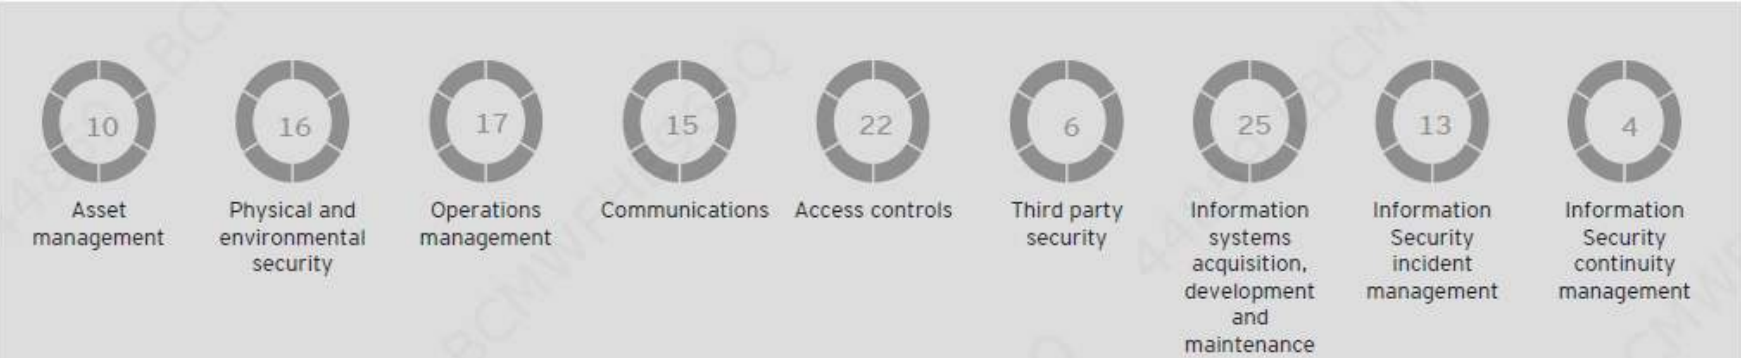 10
Asset
management
16
Physical and
environmental
security
17
Operations
management
15
Communications
22
Access controls
6
Third party
security
25
Information
systems
acquisition,
development
and
maintenance
13
Information
Security
incident
management
4
Information
Security
continuity
management